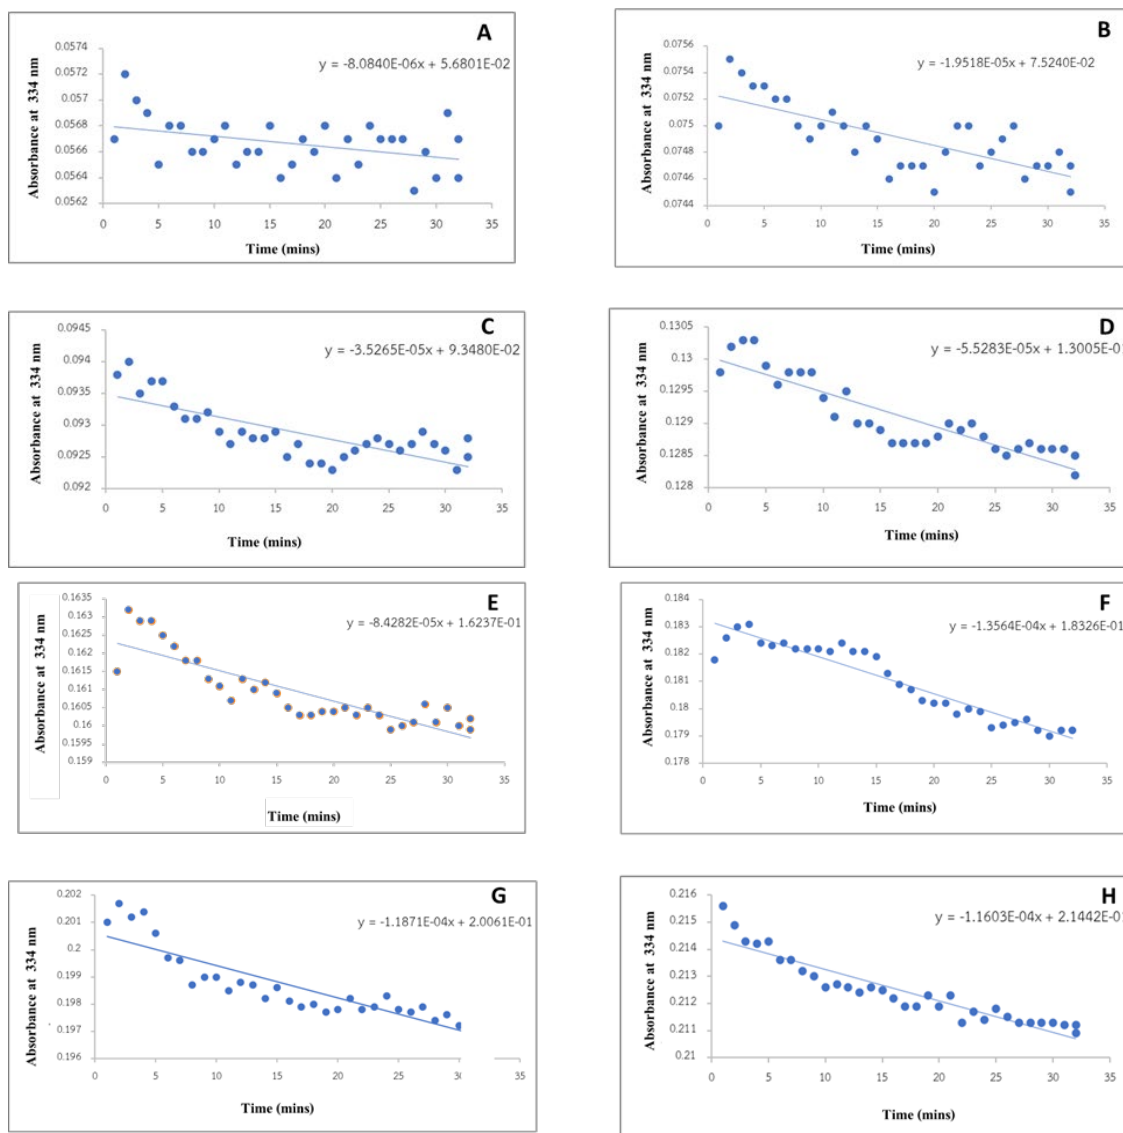 A
y = -8.0840E-06x + 5.6801E-02
Absorbance at 334 nm
0.0574
0.0572
0.057
0.0568
0.0566
0.0564
0.0562
0 5 10 15 20 25 30 35
Time (mins)
B
y = -1.9518E-05x + 7.5240E-02
Absorbance at 334 nm
0.0756
0.0754
0.0752
0.075
0.0748
0.0746
0.0744
0 5 10 15 20 25 30 35
Time (mins)
C
y = -3.5265E-05x + 9.3480E-02
Absorbance at 334 nm
0.0945
0.094
0.0935
0.093
0.0925
0.092
0 5 10 15 20 25 30 35
Time (mins)
D
y = -5.5283E-05x + 1.3005E-01
Absorbance at 334 nm
0.1305
0.13
0.1295
0.129
0.1285
0.128
0 5 10 15 20 25 30 35
Time (mins)
E
y = -8.4282E-05x + 1.6237E-01
Absorbance at 334 nm
0.1635
0.163
0.1625
0.162
0.1615
0.161
0.1605
0.16
0.1595
0.159
0 5 10 15 20 25 30 35
Time (mins)
F
y = -1.3564E-04x + 1.8326E-01
Absorbance at 334 nm
0.184
0.183
0.182
0.181
0.18
0.179
0.178
0 5 10 15 20 25 30 35
Time (mins)
G
y = -1.1871E-04x + 2.0061E-01
Absorbance at 334 nm
0.202
0.201
0.2
0.199
0.198
0.197
0.196
0 5 10 15 20 25 30 35
Time (mins)
H
y = -1.1603E-04x + 2.1442E-01
Absorbance at 334 nm
0.216
0.215
0.214
0.213
0.212
0.211
0.21
0 5 10 15 20 25 30 35
Time (mins)